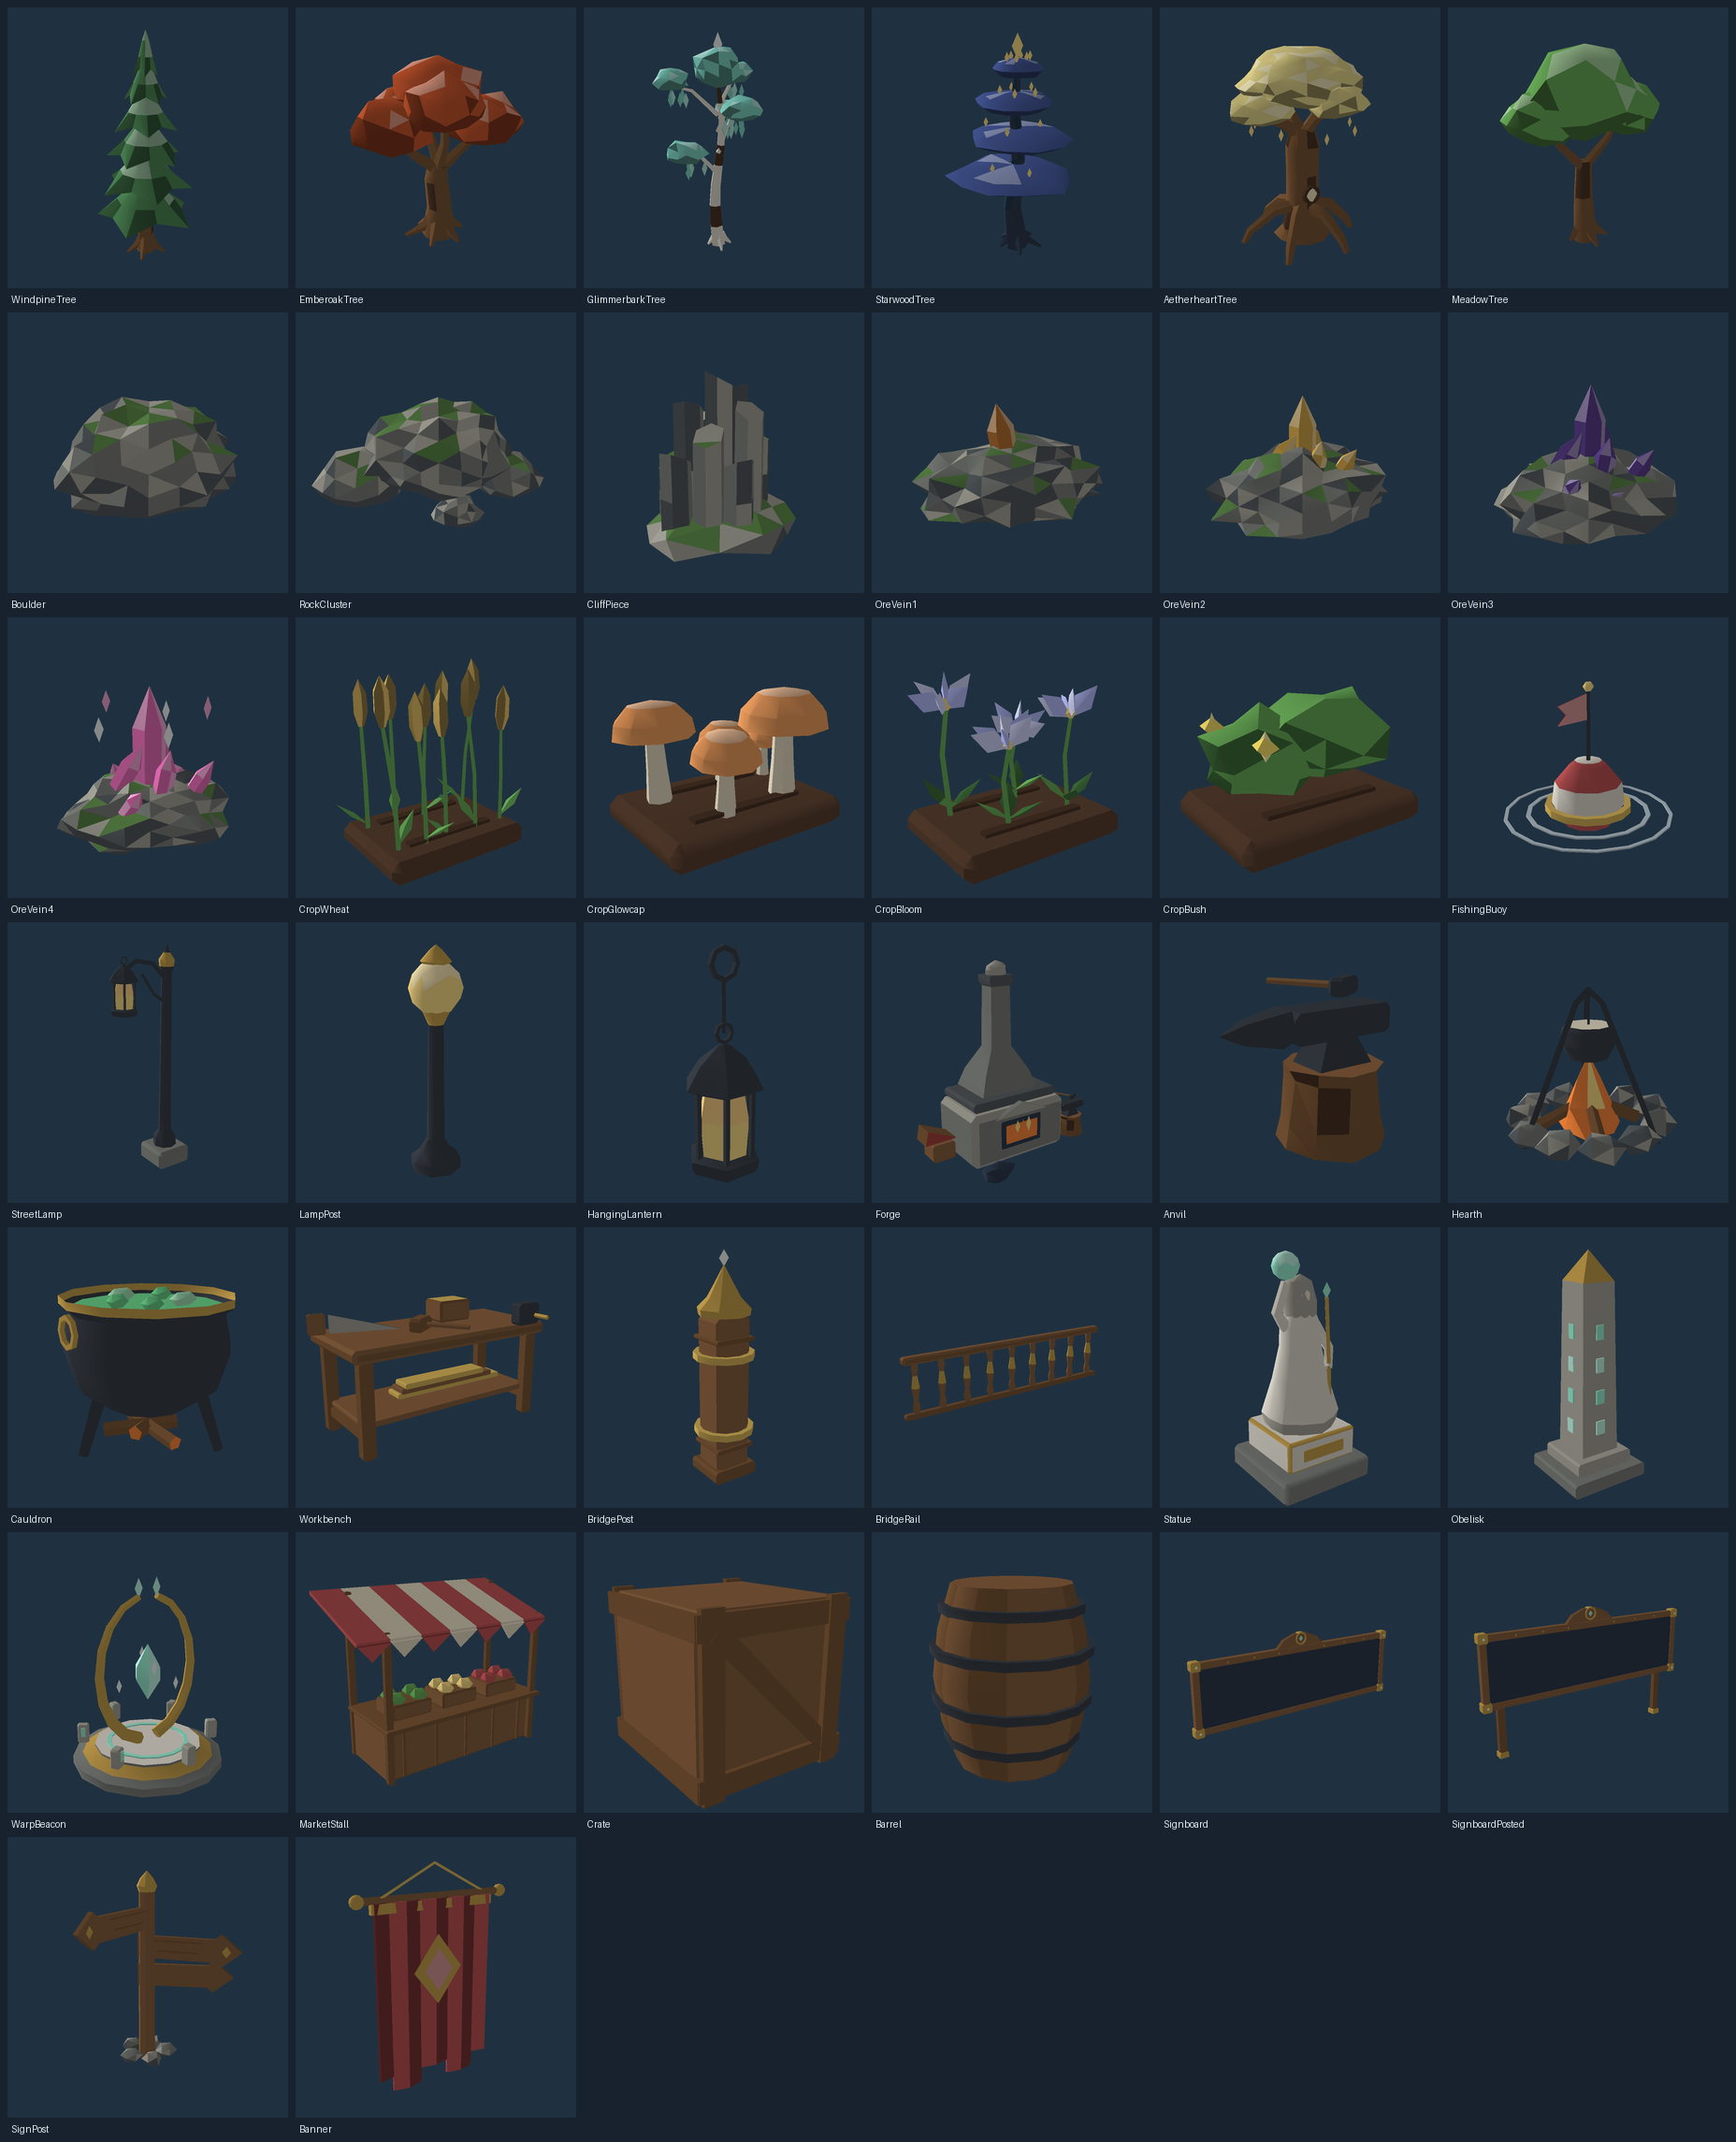 WindpineTree
EmberoakTree
GlimmerbarkTree
StarwoodTree
AetherheartTree
MeadowTree
Boulder
RockCluster
CliffPiece
OreVein1
OreVein2
OreVein3
OreVein4
CropWheat
CropGlowcap
CropBloom
CropBush
FishingBuoy
StreetLamp
LampPost
HangingLantern
Forge
Anvil
Hearth
Cauldron
Workbench
BridgePost
BridgeRail
Statue
Obelisk
WarpBeacon
MarketStall
Crate
Barrel
Signboard
SignboardPosted
SignPost
Banner